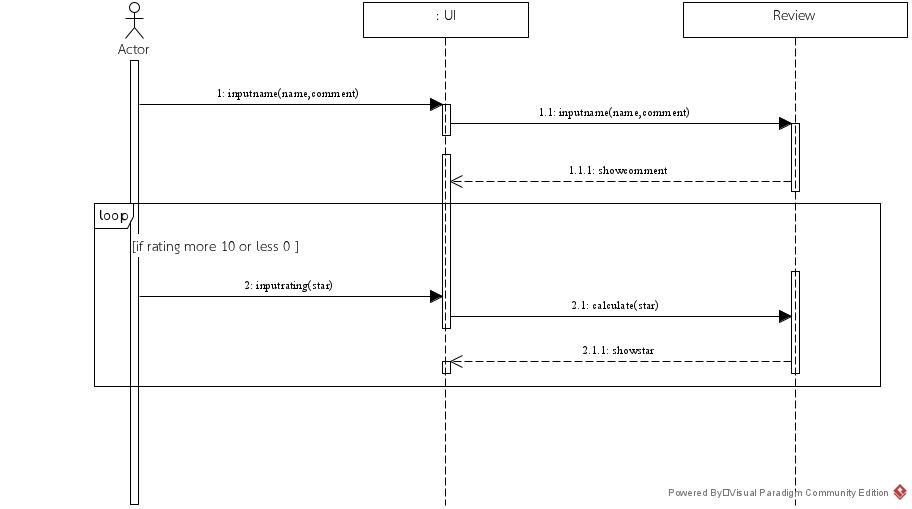 : UI
Review
Actor
1: inputname(name,comment)
1.1: inputname(name,comment)
1.1.1: showcomment
loop
[if rating more 10 or less 0 ]
2: inputrating(star)
2.1: calculate(star)
2.1.1: showstar
Powered By Visual Paradigm Community Edition